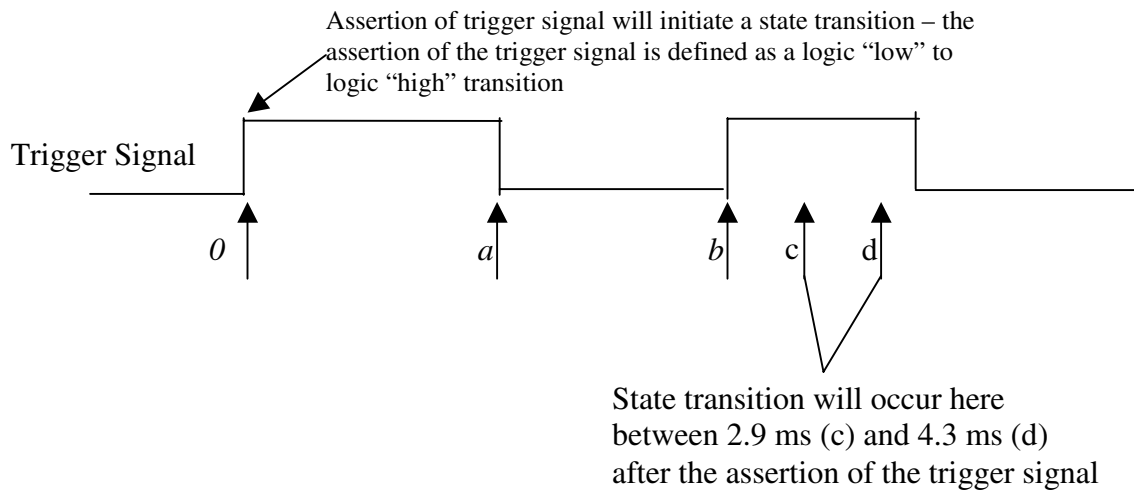 Assertion of trigger signal will initiate a state transition – the
assertion of the trigger signal is defined as a logic “low” to
logic “high” transition
Trigger Signal
0
a
b
c
d
State transition will occur here
between 2.9 ms (c) and 4.3 ms (d)
after the assertion of the trigger signal